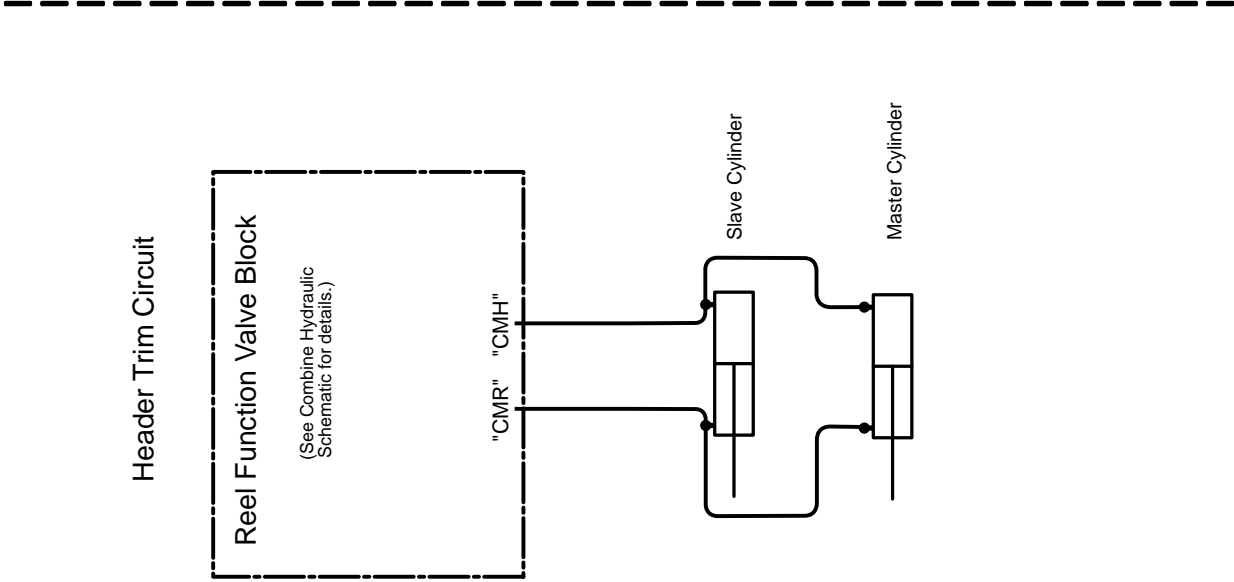 Header Trim Circuit
Reel Function Valve Block
(See Combine Hydraulic
Schematic for details.)
"CMR"
"CMH"
Slave Cylinder
Master Cylinder